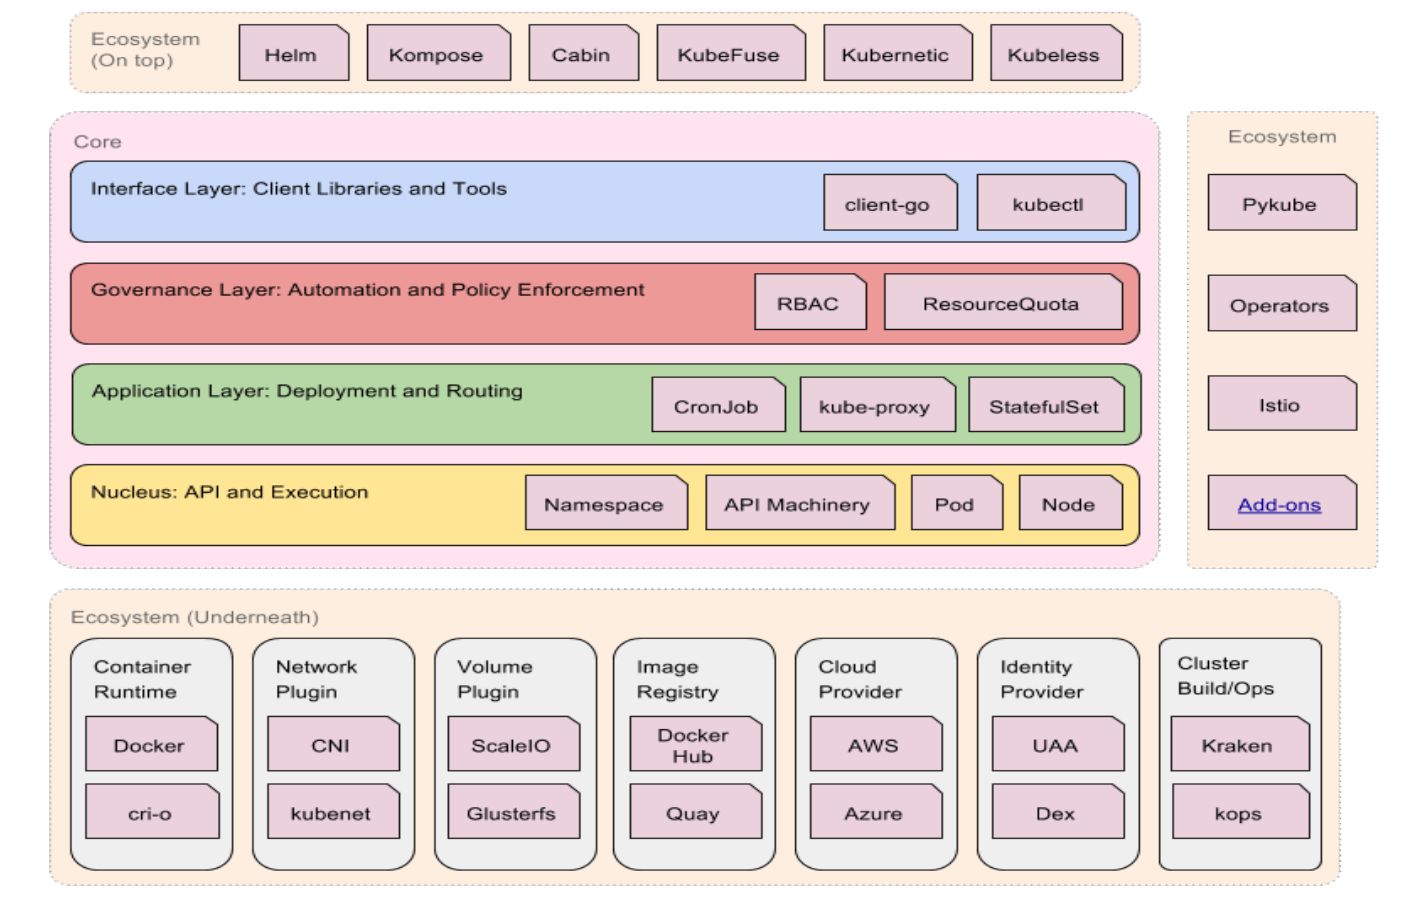 Ecosystem
(On top)
Helm
Kompose
Cabin
KubeFuse
Kubernetic
Kubeless
Core
Interface Layer: Client Libraries and Tools
client-go
kubectl
Governance Layer: Automation and Policy Enforcement
RBAC
ResourceQuota
Application Layer: Deployment and Routing
CronJob
kube-proxy
StatefulSet
Nucleus: API and Execution
Namespace
API Machinery
Pod
Node
Ecosystem
Pykube
Operators
Istio
Add-ons
Ecosystem (Underneath)
Container
Runtime
Docker
cri-o
Network
Plugin
CNI
kubenet
Volume
Plugin
ScaleIO
Glusterfs
Image
Registry
Docker
Hub
Quay
Cloud
Provider
AWS
Azure
Identity
Provider
UAA
Dex
Cluster
Build/Ops
Kraken
kops